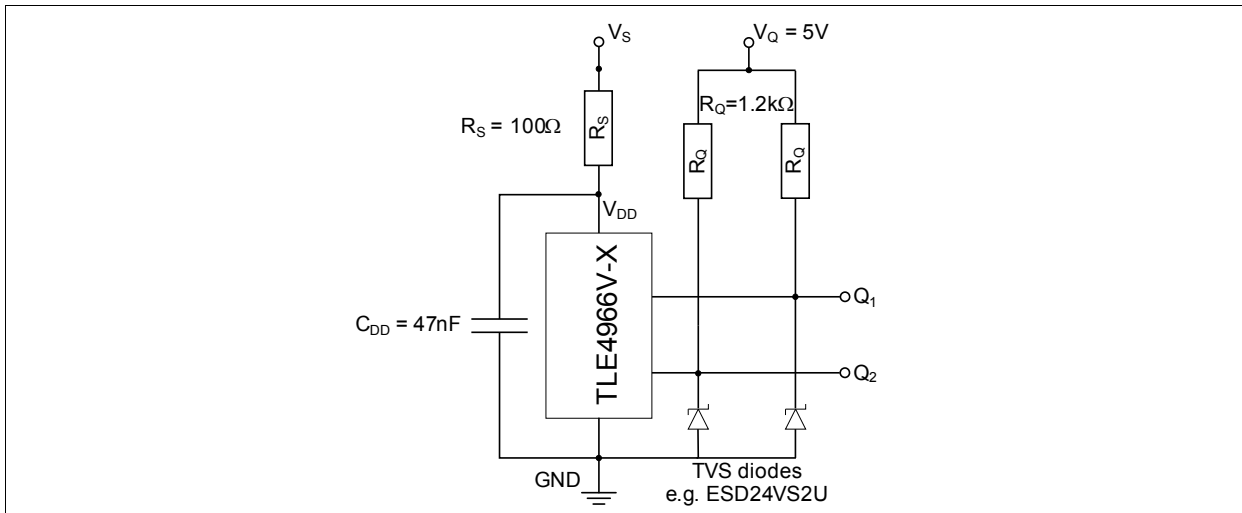 V_S
V_Q = 5V
R_Q=1.2kΩ
R_S = 100Ω
R_S
R_Q
R_Q
V_DD
TLE4966V-X
Q_1
C_DD = 47nF
Q_2
GND
TVS diodes
e.g. ESD24VS2U